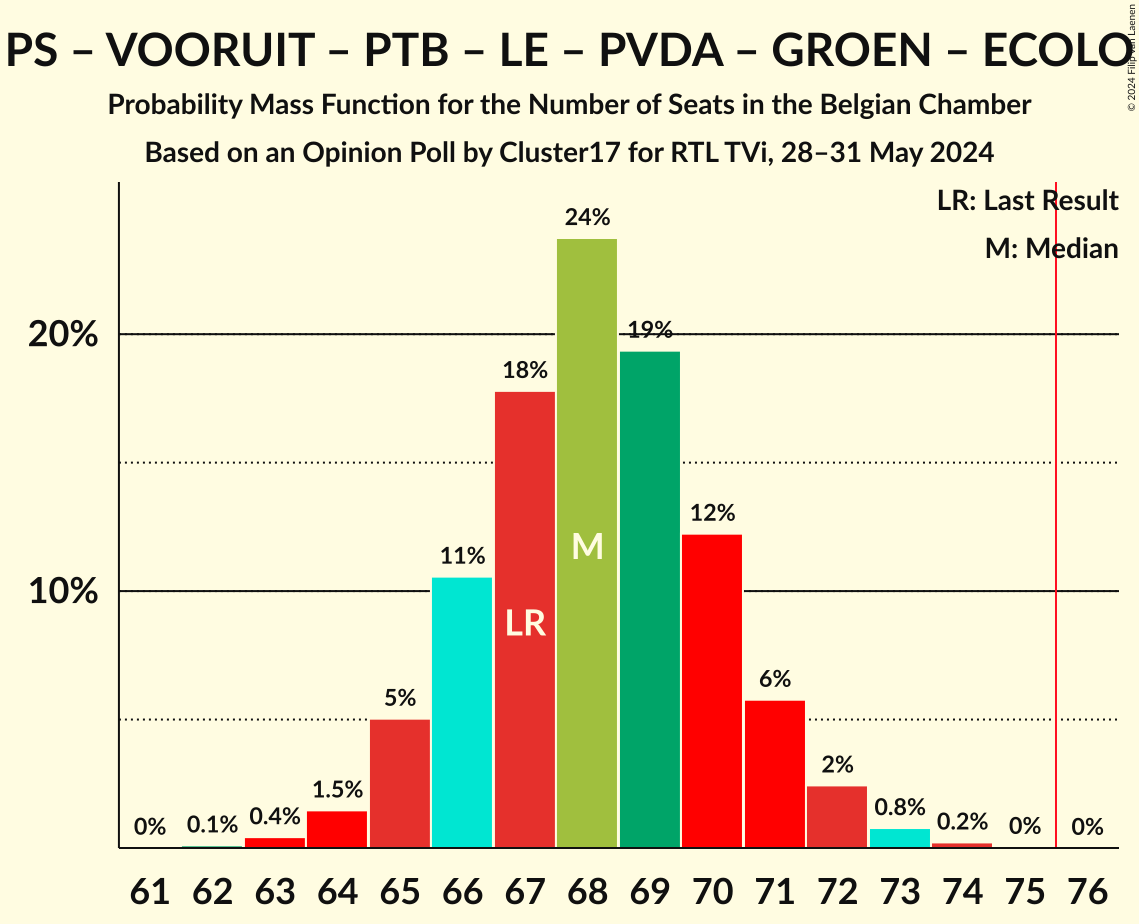 PS – VOORUIT – PTB – LE – PVDA – GROEN – ECOLO
© 2024 Filip van Laenen
Probability Mass Function for the Number of Seats in the Belgian Chamber
Based on an Opinion Poll by Cluster17 for RTL TVi, 28–31 May 2024
LR: Last Result
M: Median
24%
20%
19%
18%
12%
11%
M
10%
LR
6%
5%
2%
1.5%
0% 0.1% 0.4% 0.8% 0.2% 0% 0%
61 62 63 64 65 66 67 68 69 70 71 72 73 74 75 76